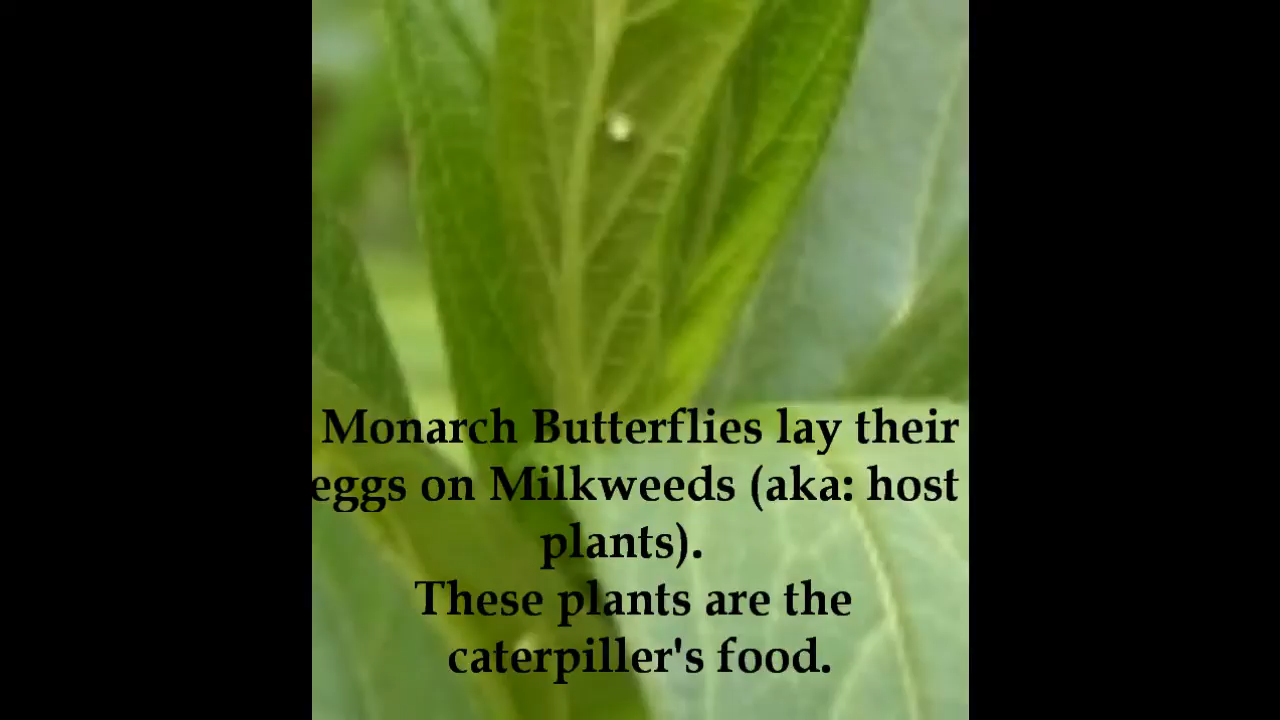 Monarch Butterflies lay their
eggs on Milkweeds (aka: host
plants).
These plants are the
caterpiller's food.